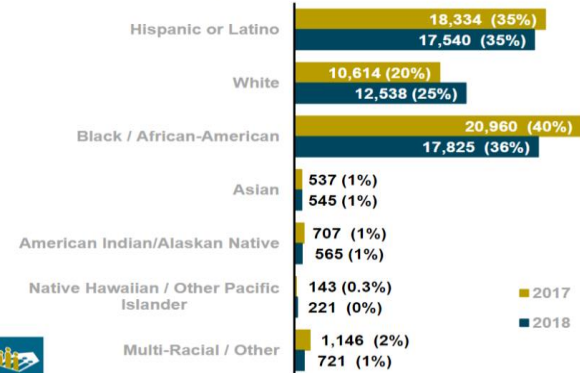 Hispanic or Latino
18,334 (35%)
17,540 (35%)
White
10,614 (20%)
12,538 (25%)
Black / African-American
20,960 (40%)
17,825 (36%)
Asian
537 (1%)
545 (1%)
American Indian/Alaskan Native
707 (1%)
565 (1%)
Native Hawaiian / Other Pacific
Islander
143 (0.3%)
221 (0%)
2017
2018
Multi-Racial / Other
1,146 (2%)
721 (1%)